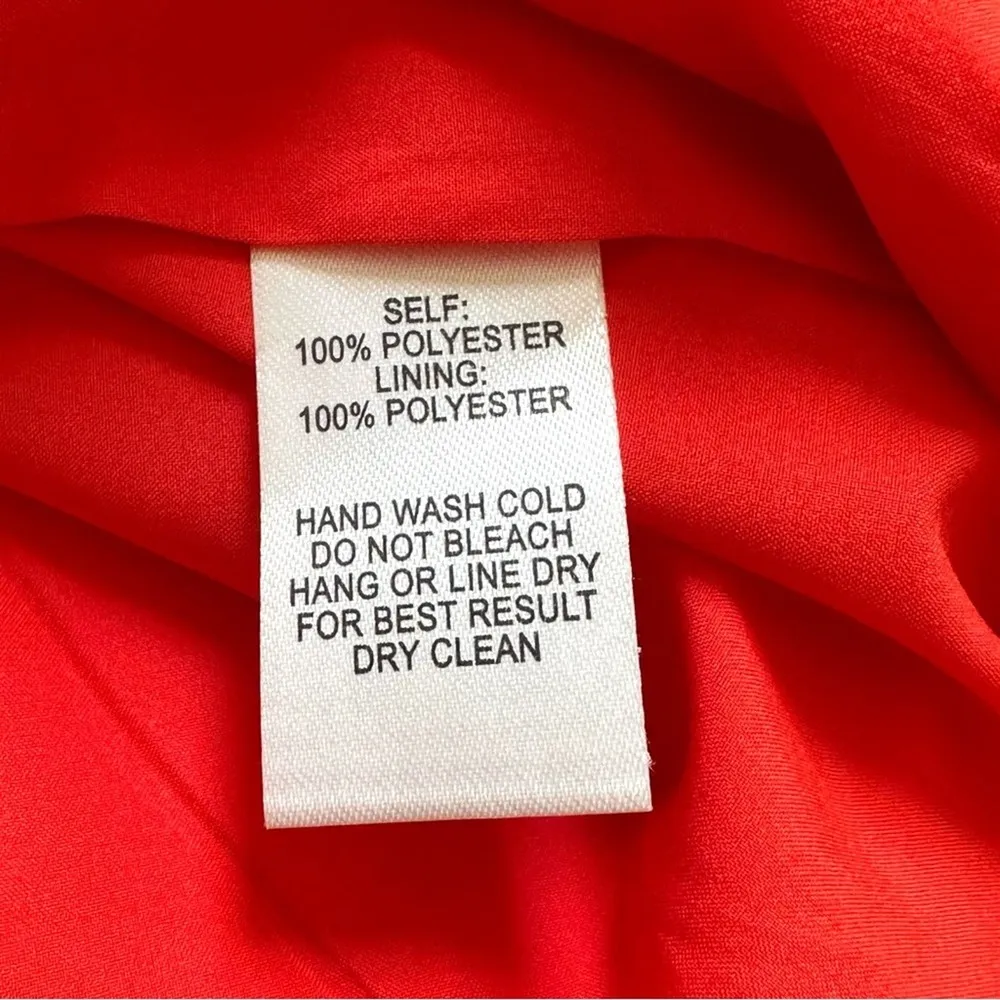 SELF:
100% POLYESTER
LINING:
100% POLYESTER
HAND WASH COLD
DO NOT BLEACH
HANG OR LINE DRY
FOR BEST RESULT
DRY CLEAN